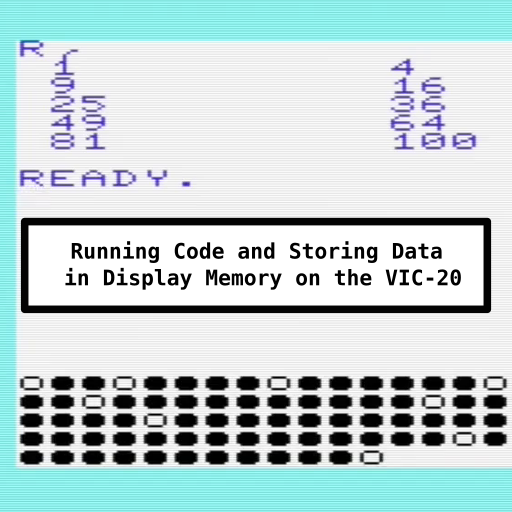 R
1 4
9 16
25 36
49 64
81 100
READY.
Running Code and Storing Data
in Display Memory on the VIC-20